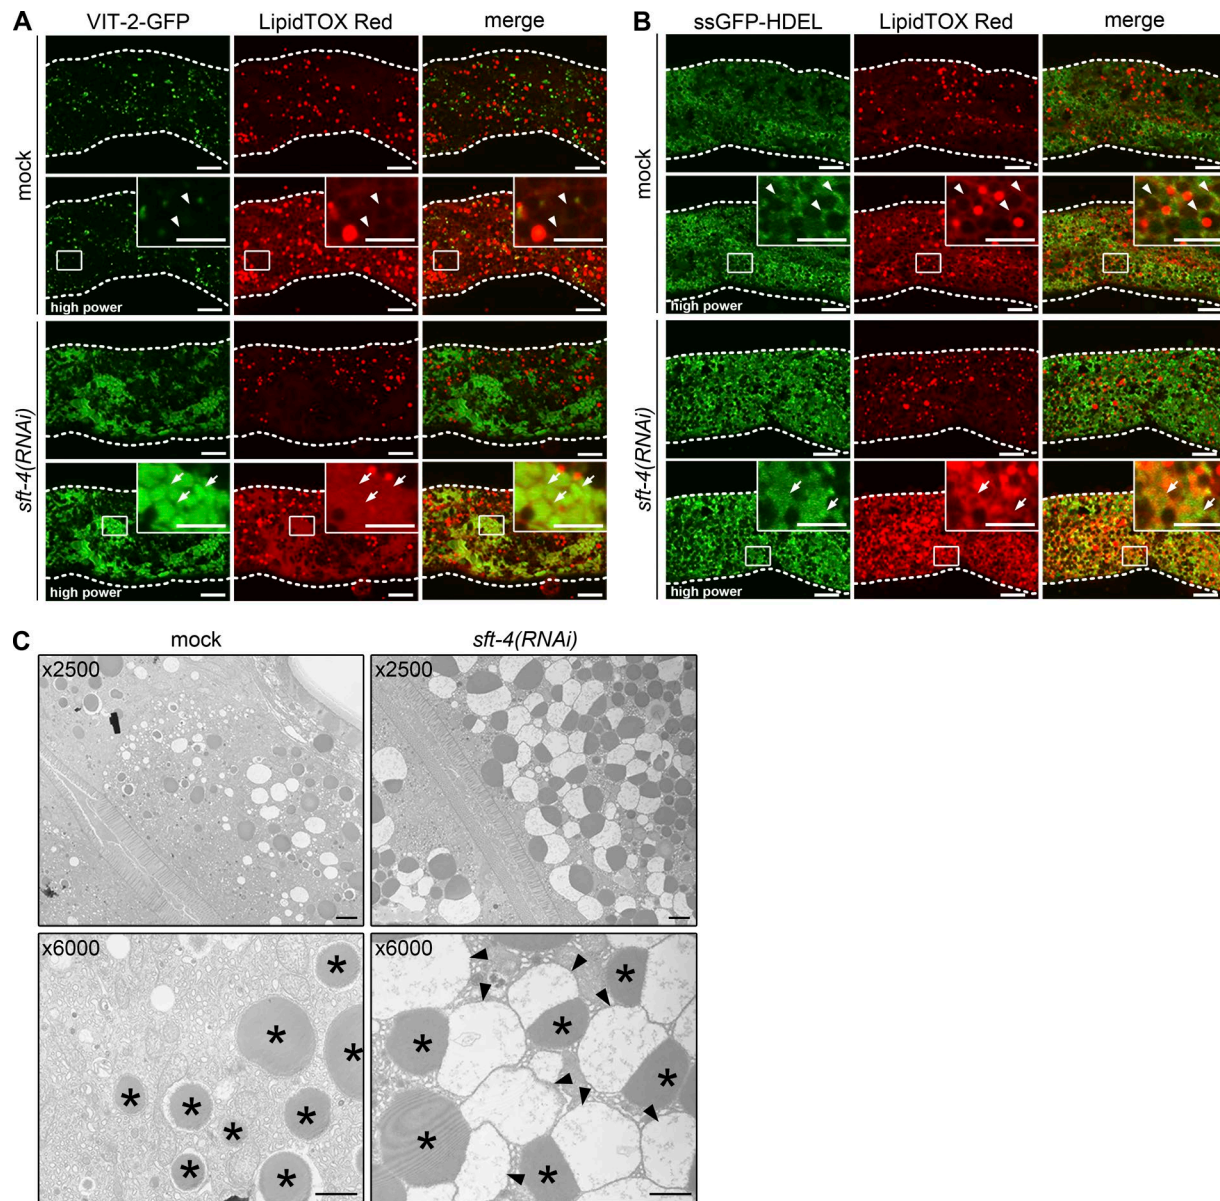 A
VIT-2-GFP LipidTOX Red merge
mock
high power
sft-4(RNAi)
high power
B
ssGFP-HDEL LipidTOX Red merge
mock
high power
sft-4(RNAi)
high power
C
mock sft-4(RNAi)
x2500 x2500
x6000 x6000
* * * * * * * * *
* * * * * *